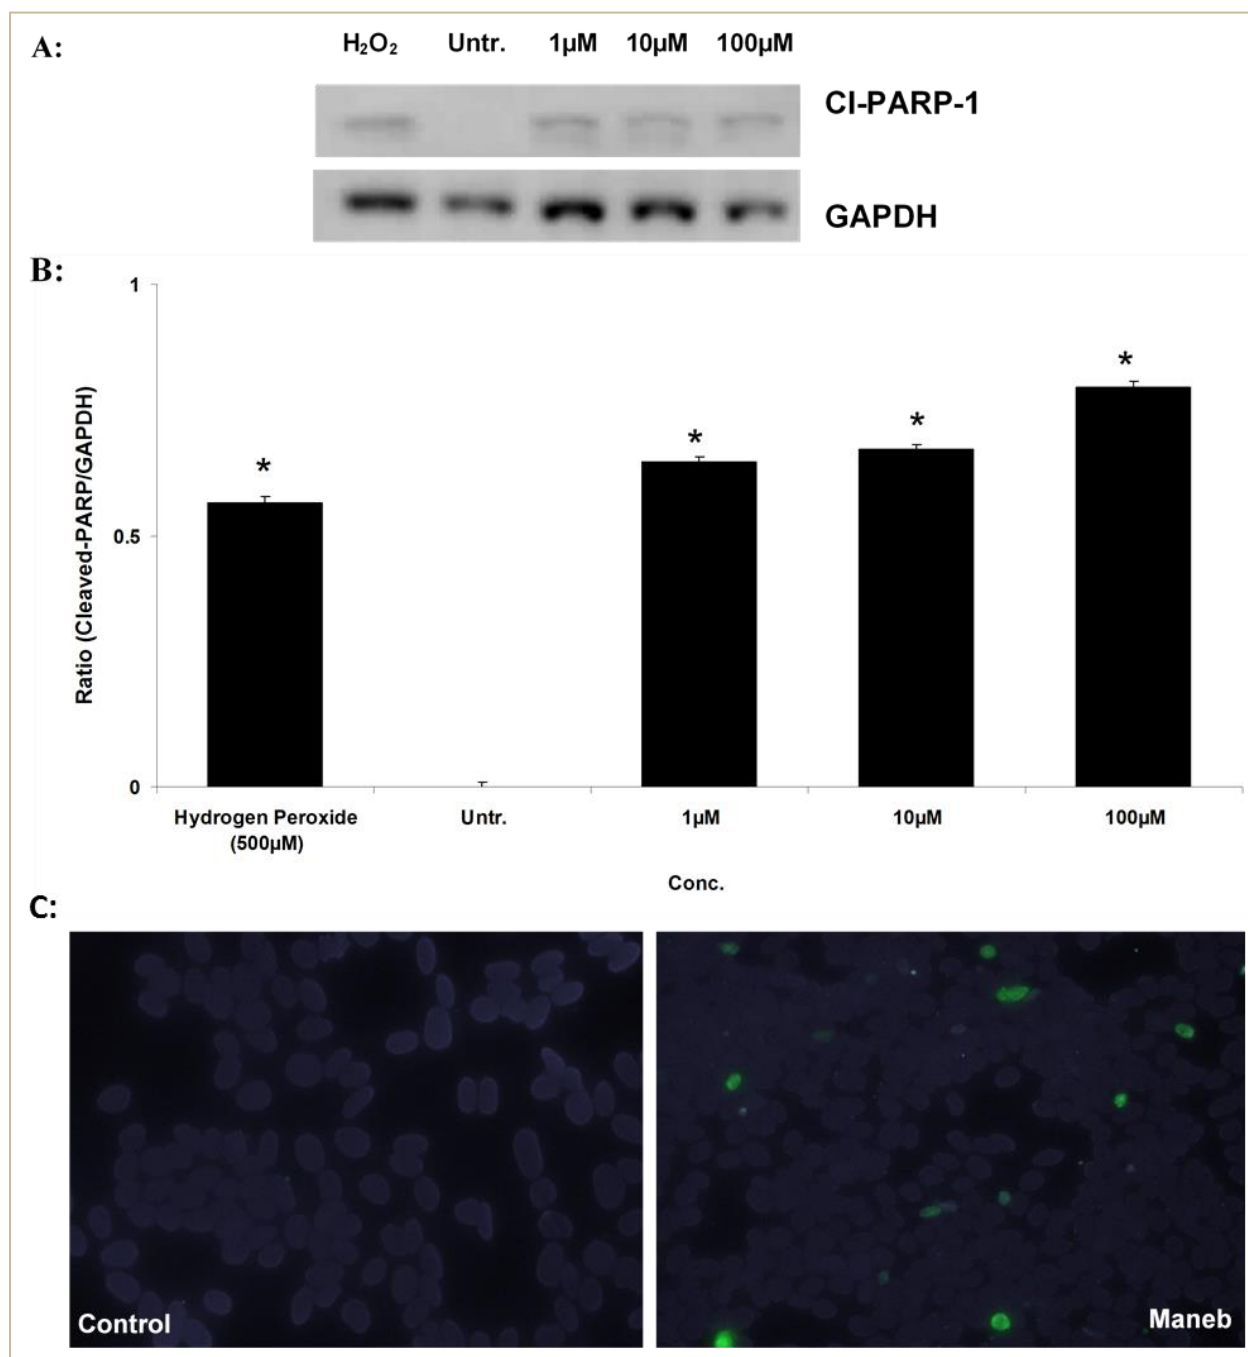 A:
H₂O₂ Untr. 1µM 10µM 100µM
Cl-PARP-1
GAPDH
B:
1
0.5
0
Ratio (Cleaved-PARP/GAPDH)
*
*
*
*
Hydrogen Peroxide (500µM)
Untr.
1µM
10µM
100µM
Conc.
C:
Control
Maneb